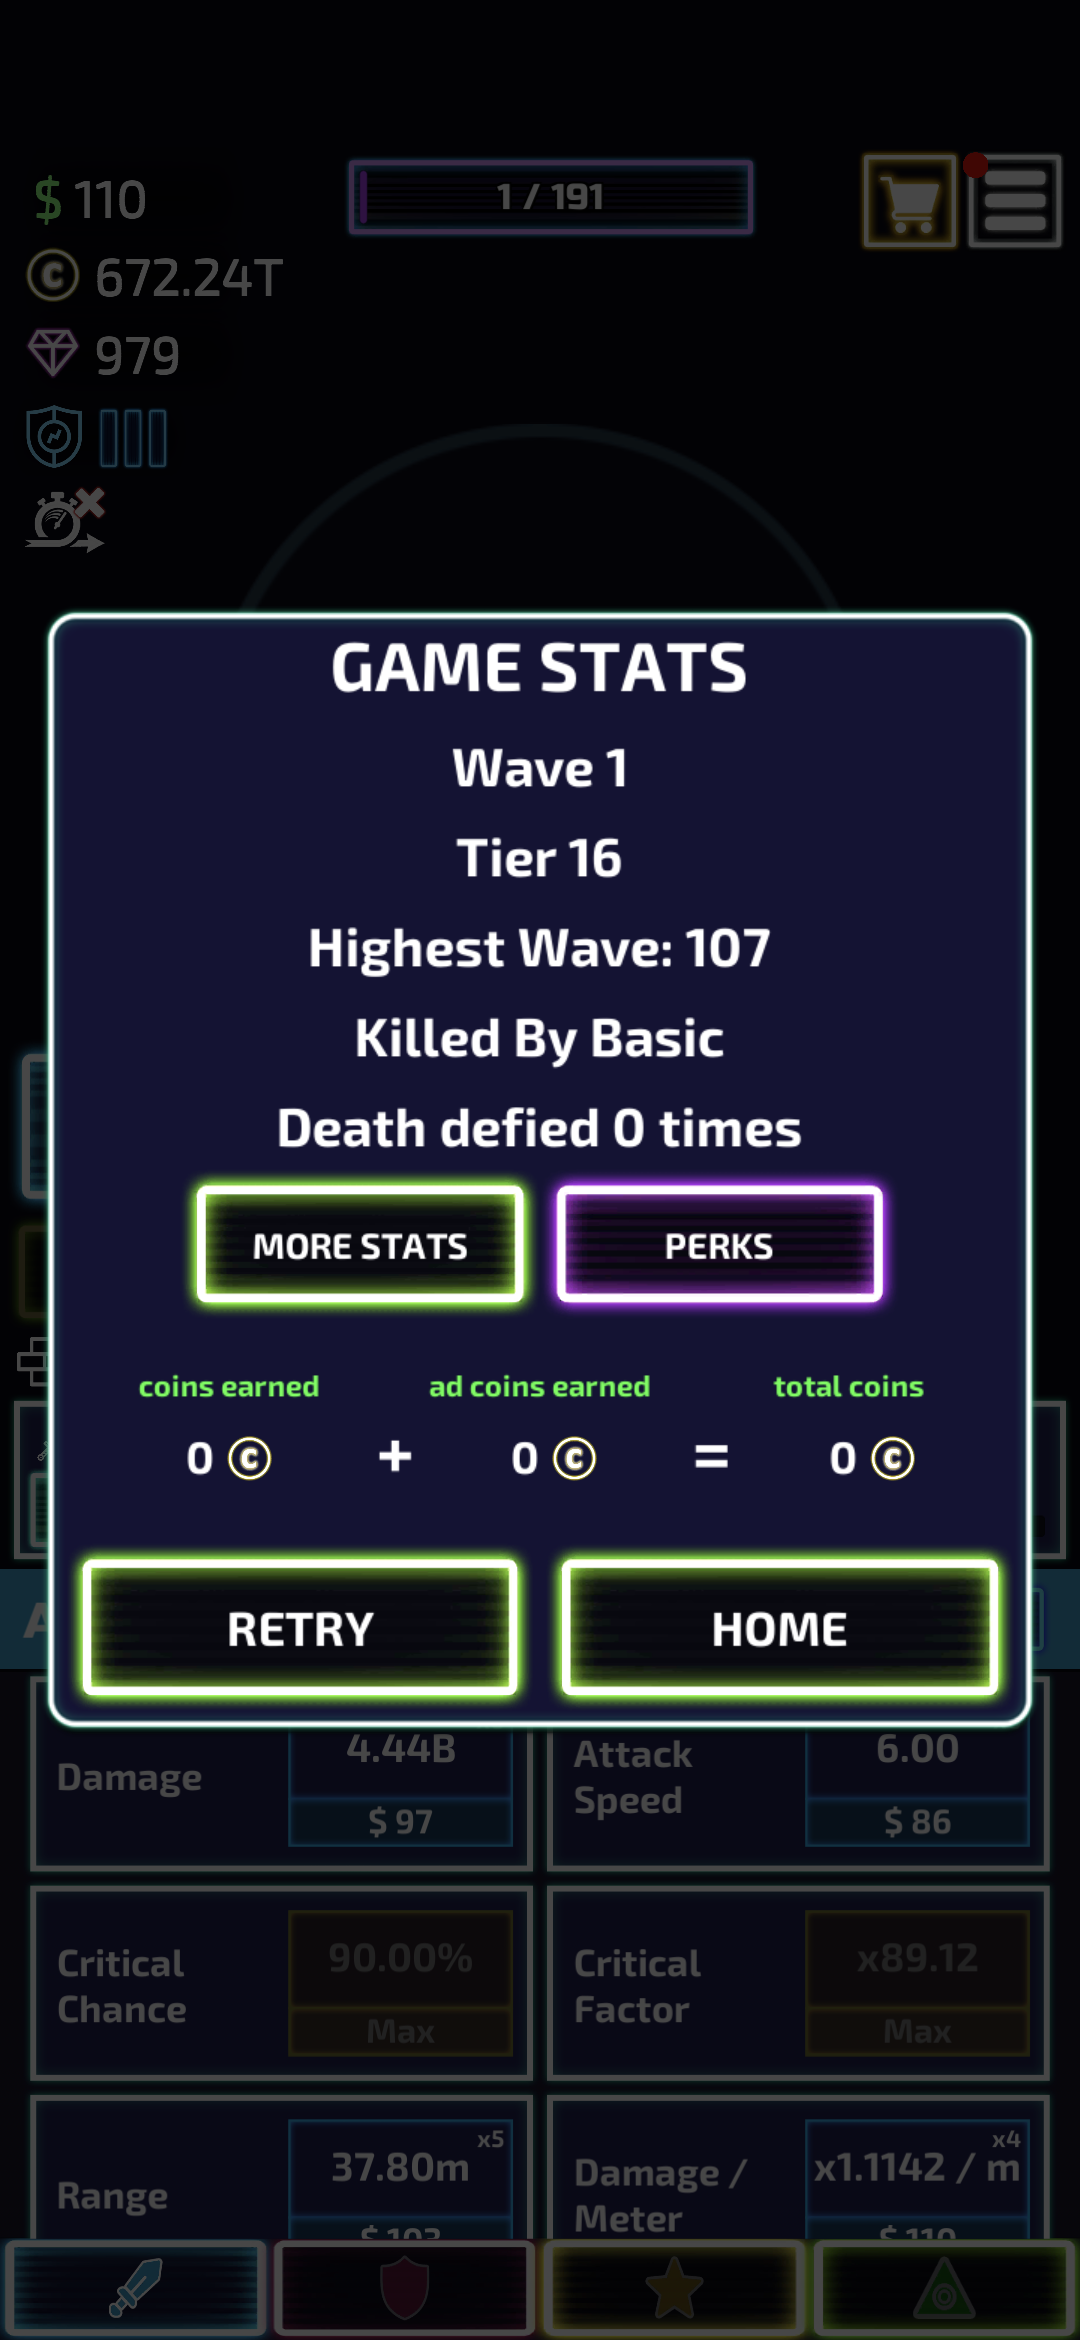 $ 110
1 / 191
C 672.24T
979
GAME STATS
Wave 1
Tier 16
Highest Wave: 107
Killed By Basic
Death defied 0 times
MORE STATS
PERKS
coins earned
ad coins earned
total coins
0 C + 0 C = 0 C
RETRY
HOME
A
Damage
4.44B
$ 97
Attack
Speed
6.00
$ 86
Critical
Chance
90.00%
Max
Critical
Factor
x89.12
Max
Range
x5
37.80m
$ 103
Damage /
Meter
x4
x1.1142 / m
$ 110